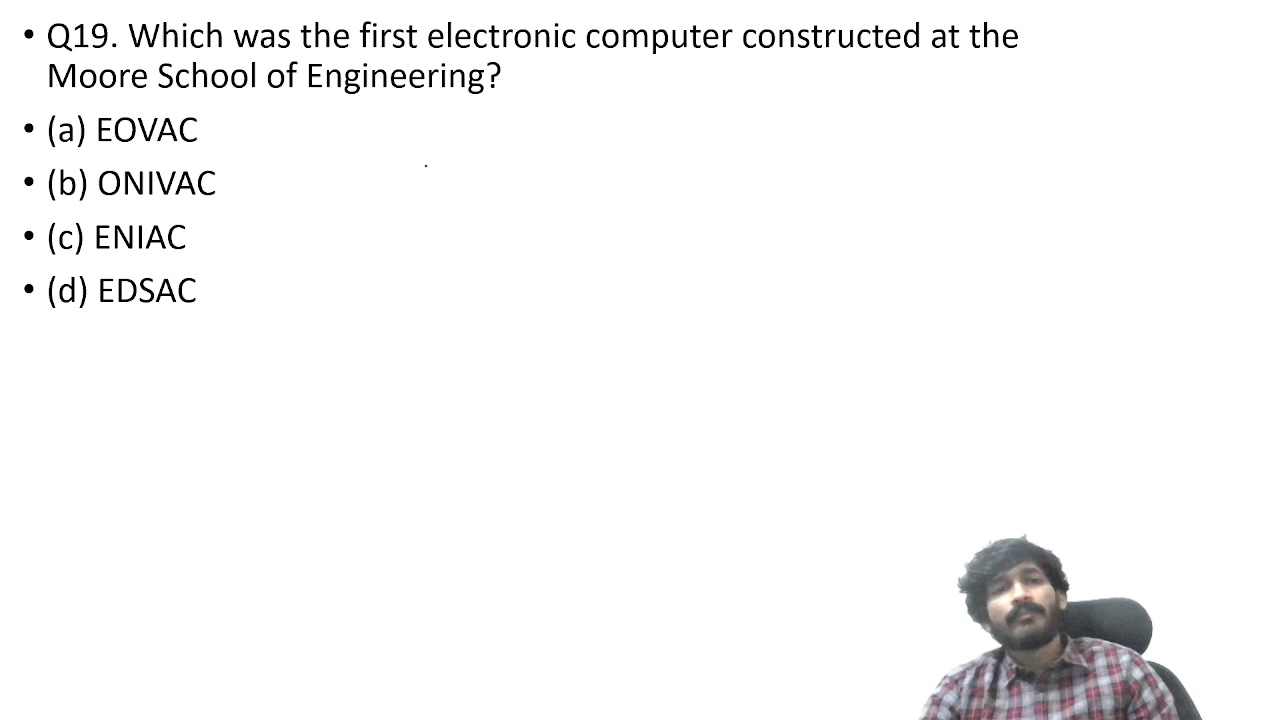 • Q19. Which was the first electronic computer constructed at the
Moore School of Engineering?
• (a) EOVAC
• (b) ONIVAC
• (c) ENIAC
• (d) EDSAC